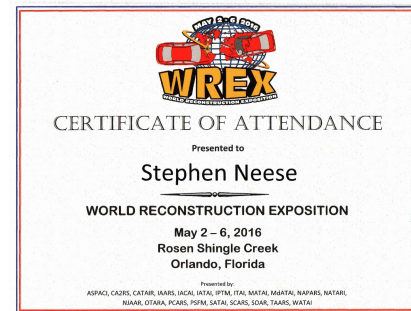 MAY 2 - 6 2016
WREX
WORLD RECONSTRUCTION EXPOSITION
CERTIFICATE OF ATTENDANCE
Presented to
Stephen Neese
WORLD RECONSTRUCTION EXPOSITION
May 2 – 6, 2016
Rosen Shingle Creek
Orlando, Florida
Presented by:
ASPACI, CA2RS, CATAIR, IAARS, IACAI, IATAI, IPTM, ITAI, MATAI, MdATAI, NAPARS, NATARI,
NJAAR, OTARA, PCARS, PSFM, SATAI, SCARS, SOAR, TAARS, WATAI